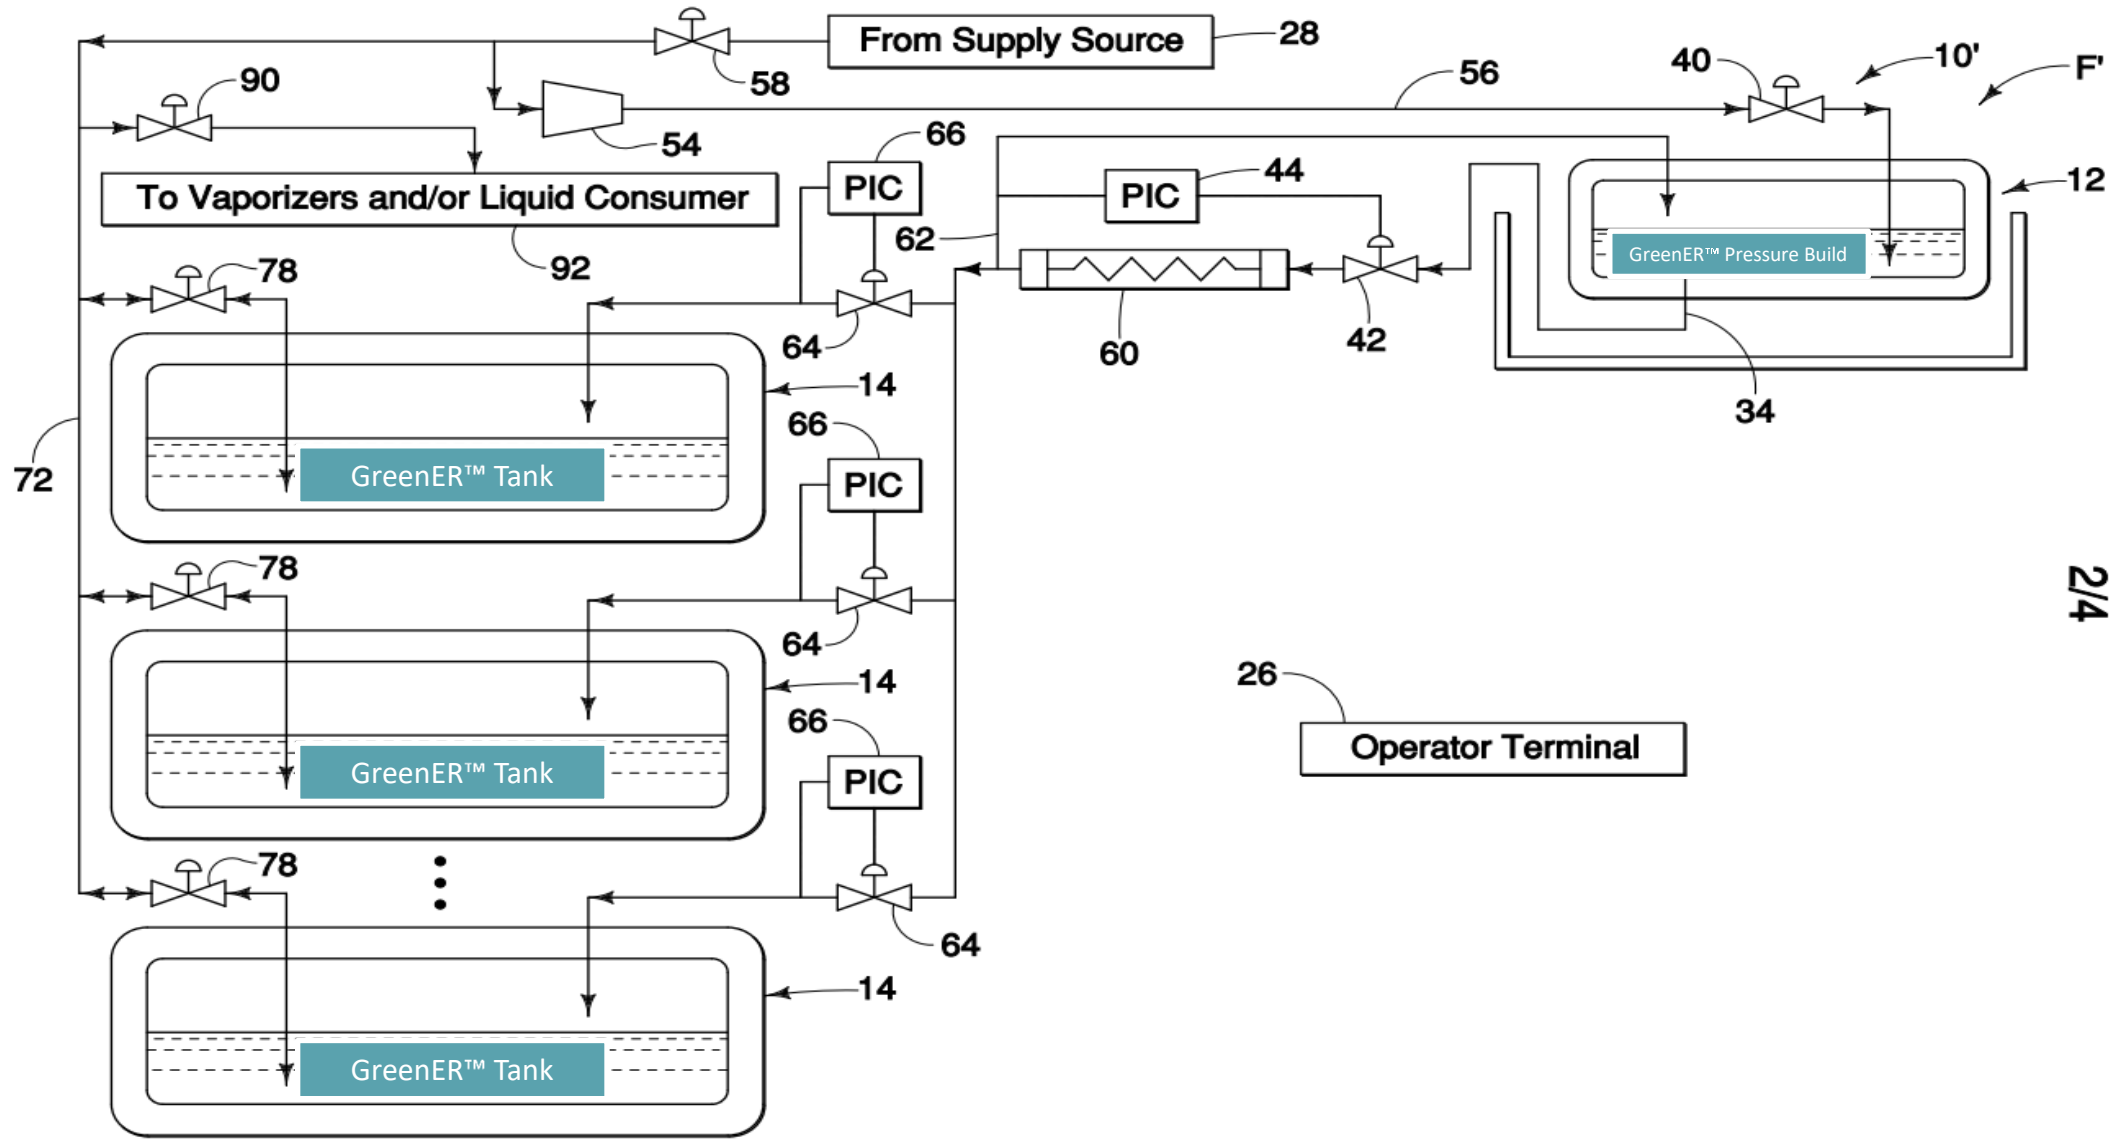 From Supply Source
28
58
90
54
56
40
10'
F'
66
PIC
44
PIC
12
To Vaporizers and/or Liquid Consumer
62
92
78
GreenER™ Pressure Build
64
60
42
34
14
66
72
GreenER™ Tank
PIC
78
64
2/4
14
26
66
Operator Terminal
GreenER™ Tank
PIC
78
64
14
GreenER™ Tank